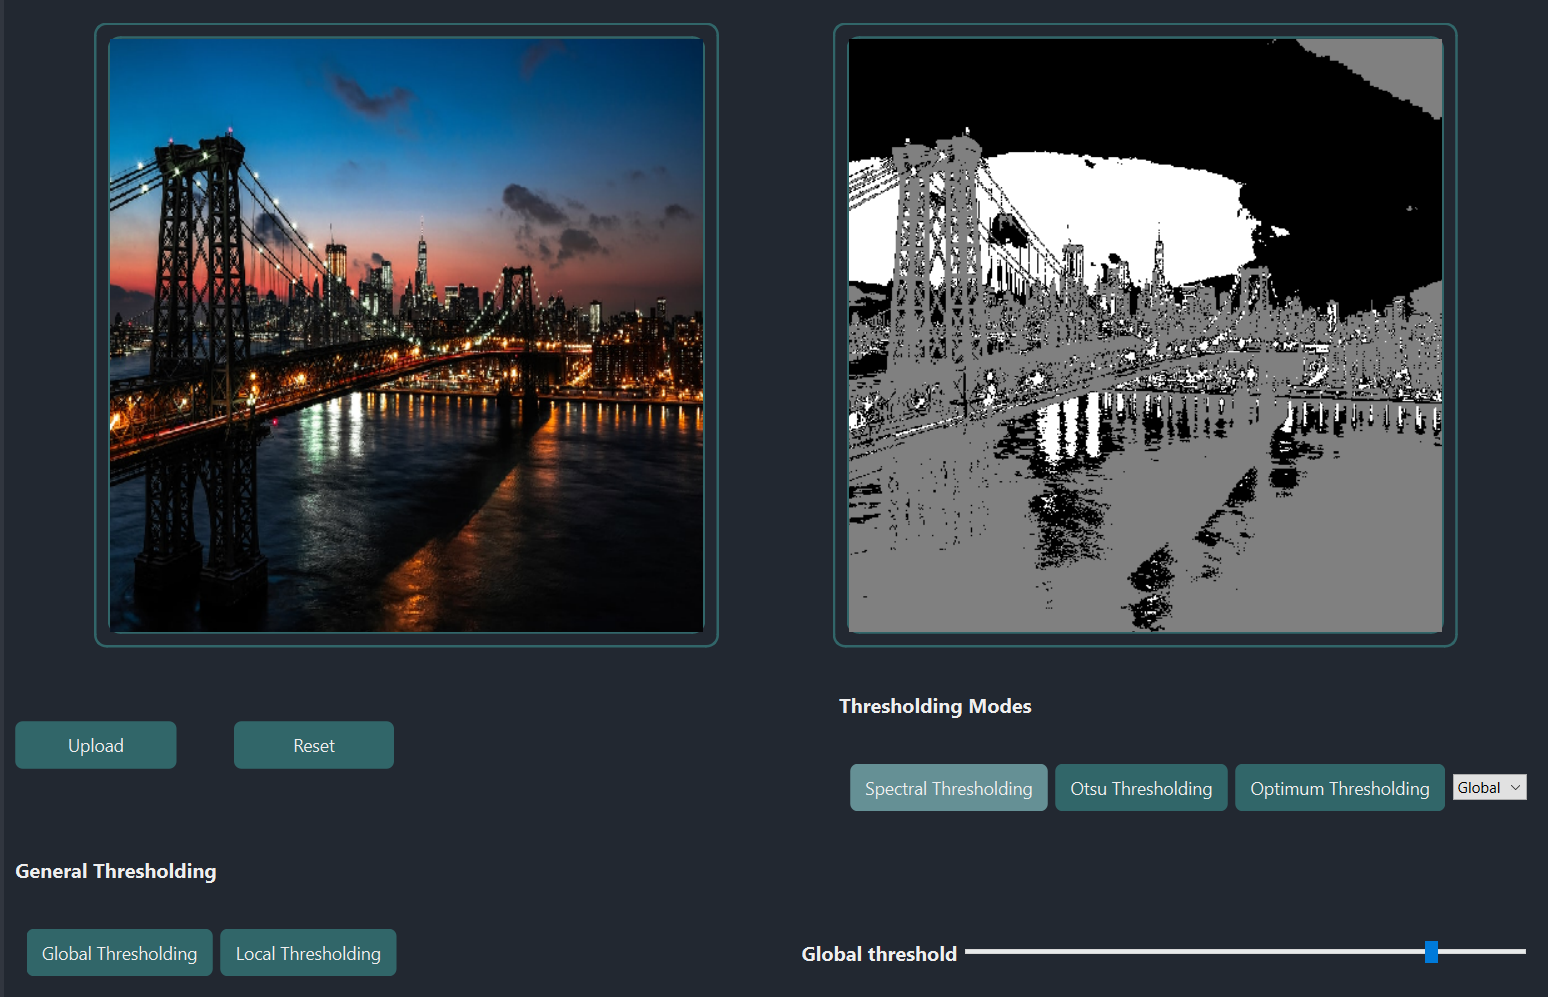 Thresholding Modes
Upload
Reset
Spectral Thresholding
Otsu Thresholding
Optimum Thresholding
Global
General Thresholding
Global Thresholding
Local Thresholding
Global threshold